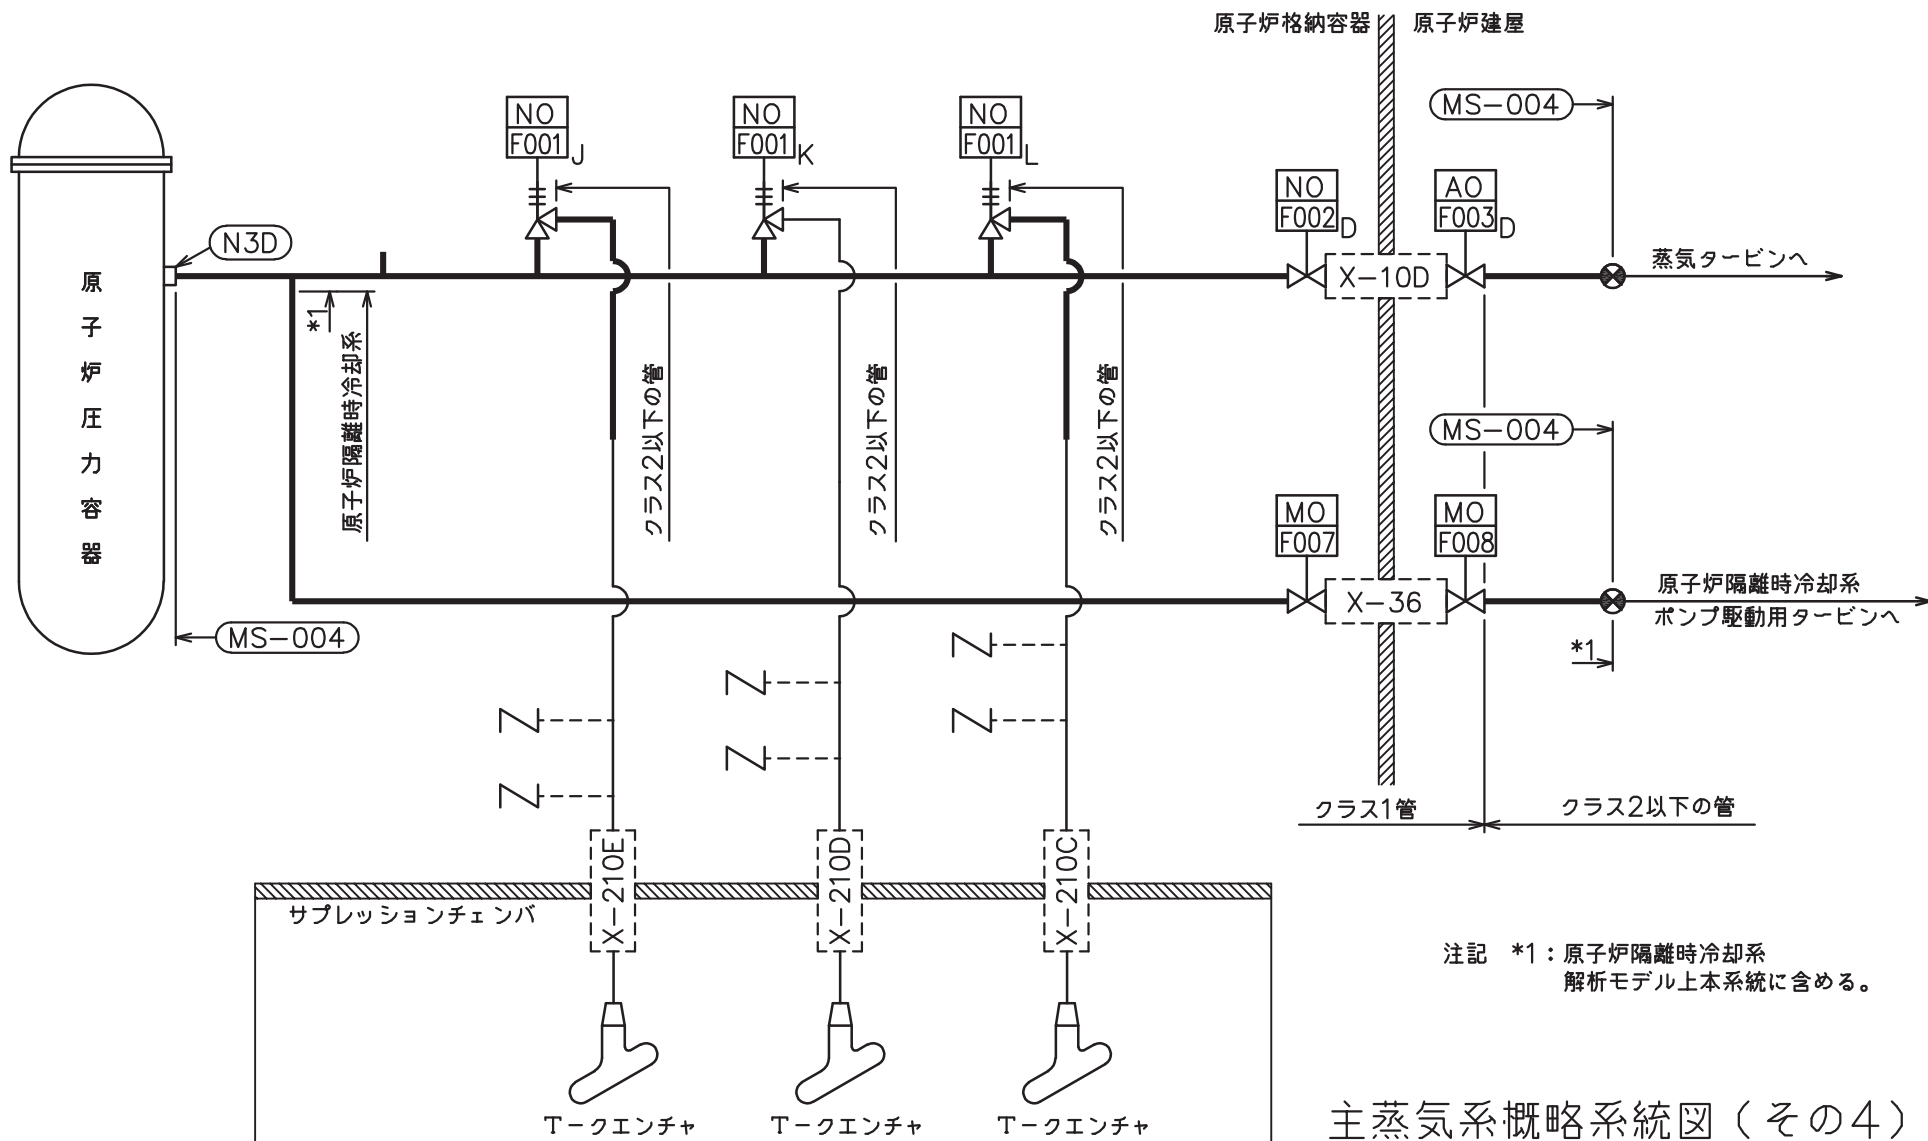 原子炉格納容器
原子炉建屋
NO
F001
J
NO
F001
K
NO
F001
L
MS-004
NO
F002
D
AO
F003
D
N3D
X-10D
蒸気タービンへ
原子炉圧力容器
*1
原子炉隔離時冷却系
クラス2以下の管
クラス2以下の管
クラス2以下の管
MS-004
MO
F007
MO
F008
X-36
原子炉隔離時冷却系
ポンプ駆動用タービンへ
MS-004
*1
クラス1管
クラス2以下の管
X-210E
X-210D
X-210C
サプレッションチェンバ
注記 *1：原子炉隔離時冷却系
解析モデル上本系統に含める。
T-クエンチャ
T-クエンチャ
T-クエンチャ
主蒸気系概略系統図（その4）